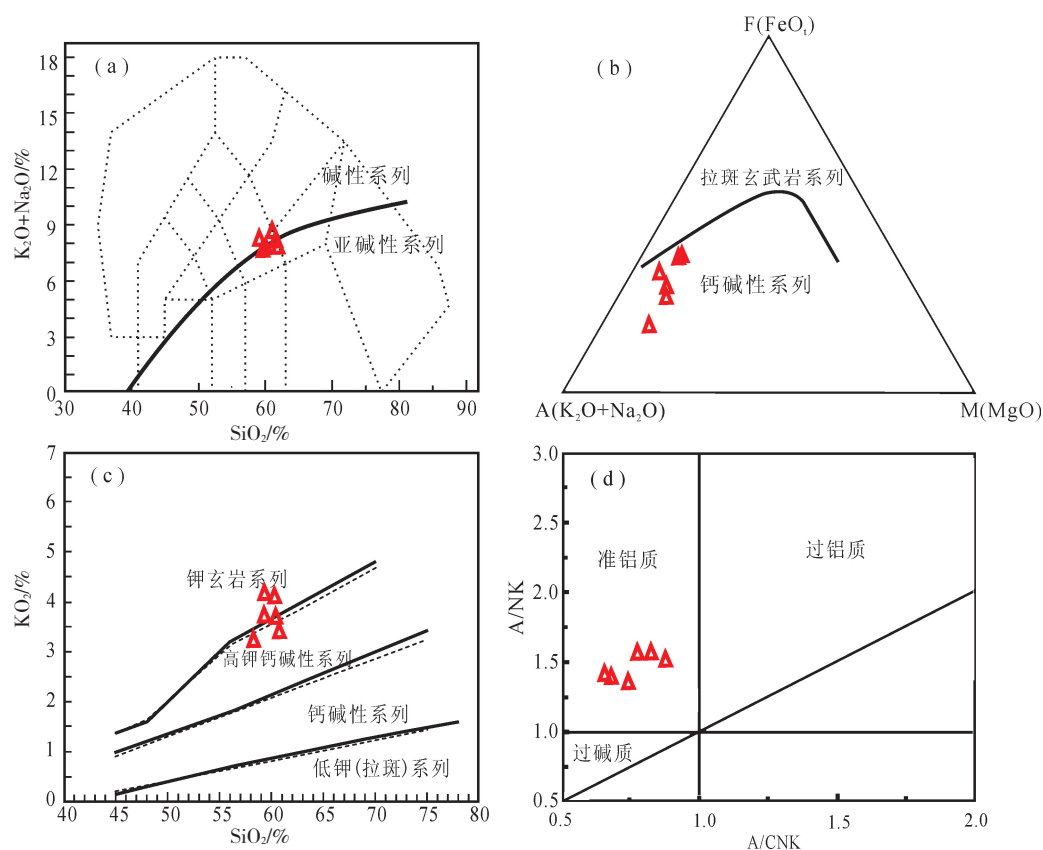 (a)
K₂O+Na₂O/%
18
15
12
9
6
3
0
碱性系列
亚碱性系列
30 40 50 60 70 80 90
SiO₂/%
F(FeOₜ)
(b)
拉斑玄武岩系列
钙碱性系列
A(K₂O+Na₂O)
M(MgO)
(c)
KO₂/%
7
6
5
4
3
2
1
0
钾玄岩系列
高钾钙碱性系列
钙碱性系列
低钾(拉斑)系列
40 45 50 55 60 65 70 75 80
SiO₂/%
(d)
A/NK
3.0
2.5
2.0
1.5
1.0
0.5
准铝质
过铝质
过碱质
0.5 1.0 1.5 2.0
A/CNK